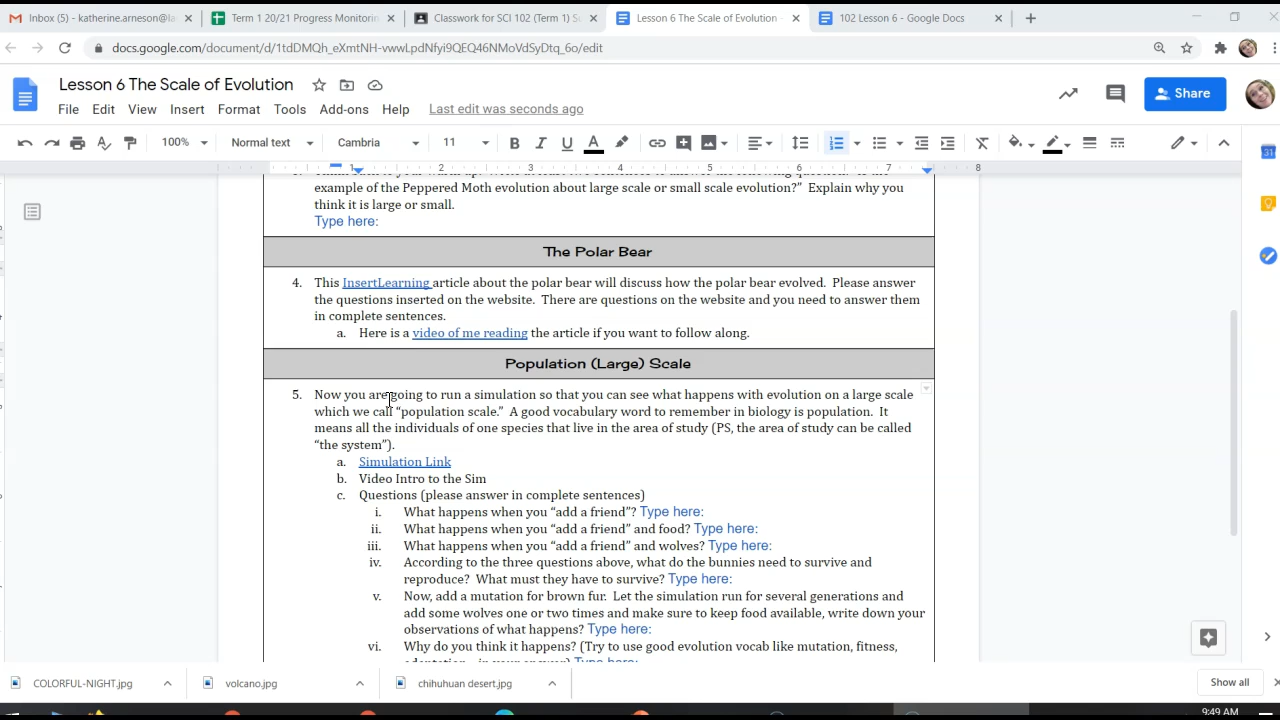 Inbox (10) - katherine.arneson@la
Term 1 20/21 Progress Monitorin
Classwork for SCI 102 (Term 1) S
Lesson 6 The Scale of Evolution -
102 Lesson 6 - Google Docs
docs.google.com/document/d/1tdDMQh_eXmtNH-vwwLpdNfyi9QEQ46NMoVdSyDtq_6o/edit
Lesson 6 The Scale of Evolution
File Edit View Insert Format Tools Add-ons Help Last edit was seconds ago
Share
100% Normal text Cambria 11
1 2 3 4 5 6 7 8
example of the Peppered Moth evolution about large scale or small scale evolution?" Explain why you
think it is large or small.
Type here:
The Polar Bear
4. This InsertLearning article about the polar bear will discuss how the polar bear evolved. Please answer
the questions inserted on the website. There are questions on the website and you need to answer them
in complete sentences.
a. Here is a video of me reading the article if you want to follow along.
Population (Large) Scale
5. Now you are going to run a simulation so that you can see what happens with evolution on a large scale
which we call "population scale." A good vocabulary word to remember in biology is population. It
means all the individuals of one species that live in the area of study (PS, the area of study can be called
"the system").
a. Simulation Link
b. Video Intro to the Sim
c. Questions (please answer in complete sentences)
i. What happens when you "add a friend"? Type here:
ii. What happens when you "add a friend" and food? Type here:
iii. What happens when you "add a friend" and wolves? Type here:
iv. According to the three questions above, what do the bunnies need to survive and
reproduce? What must they have to survive? Type here:
v. Now, add a mutation for brown fur. Let the simulation run for several generations and
add some wolves one or two times and make sure to keep food available, write down your
observations of what happens? Type here:
vi. Why do you think it happens? (Try to use good evolution vocab like mutation, fitness,
COLORFUL-NIGHT.jpg
volcano.jpg
chihuhuan desert.jpg
Show all
9:49 AM